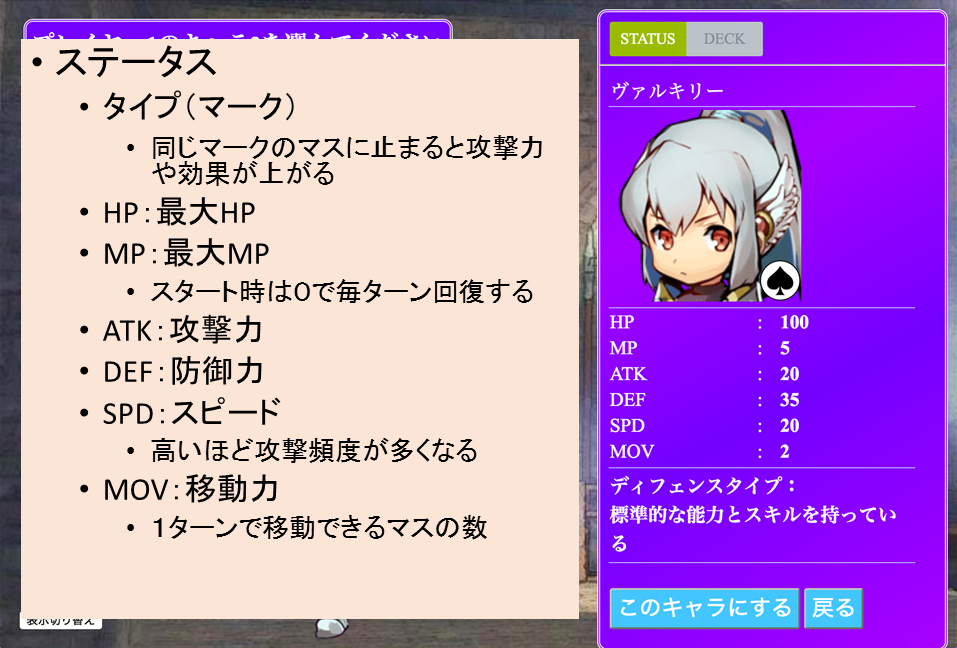 • ステータス
• タイプ（マーク）
• 同じマークのマスに止まると攻撃力
や効果が上がる
• HP：最大HP
• MP：最大MP
• スタート時は０で毎ターン回復する
• ATK：攻撃力
• DEF：防御力
• SPD：スピード
• 高いほど攻撃頻度が多くなる
• MOV：移動力
• １ターンで移動できるマスの数
表示切り替え
STATUS DECK
ヴァルキリー
HP : 100
MP : 5
ATK : 20
DEF : 35
SPD : 20
MOV : 2
ディフェンスタイプ：
標準的な能力とスキルを持ってい
る
このキャラにする 戻る